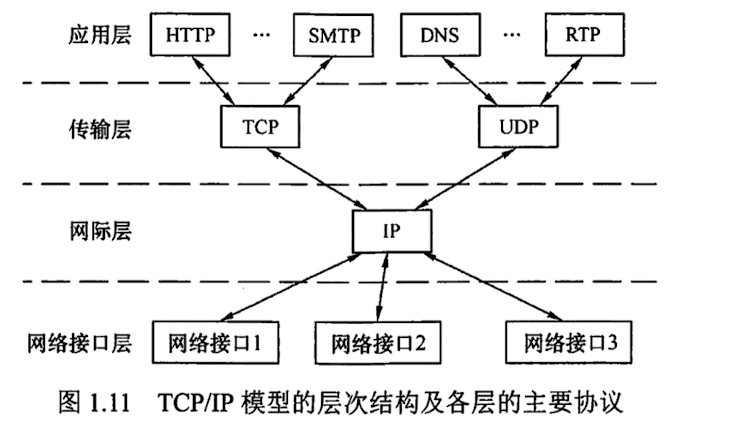 应用层 HTTP ··· SMTP DNS ··· RTP
传输层 TCP UDP
网际层 IP
网络接口层 网络接口1 网络接口2 网络接口3
图 1.11 TCP/IP 模型的层次结构及各层的主要协议